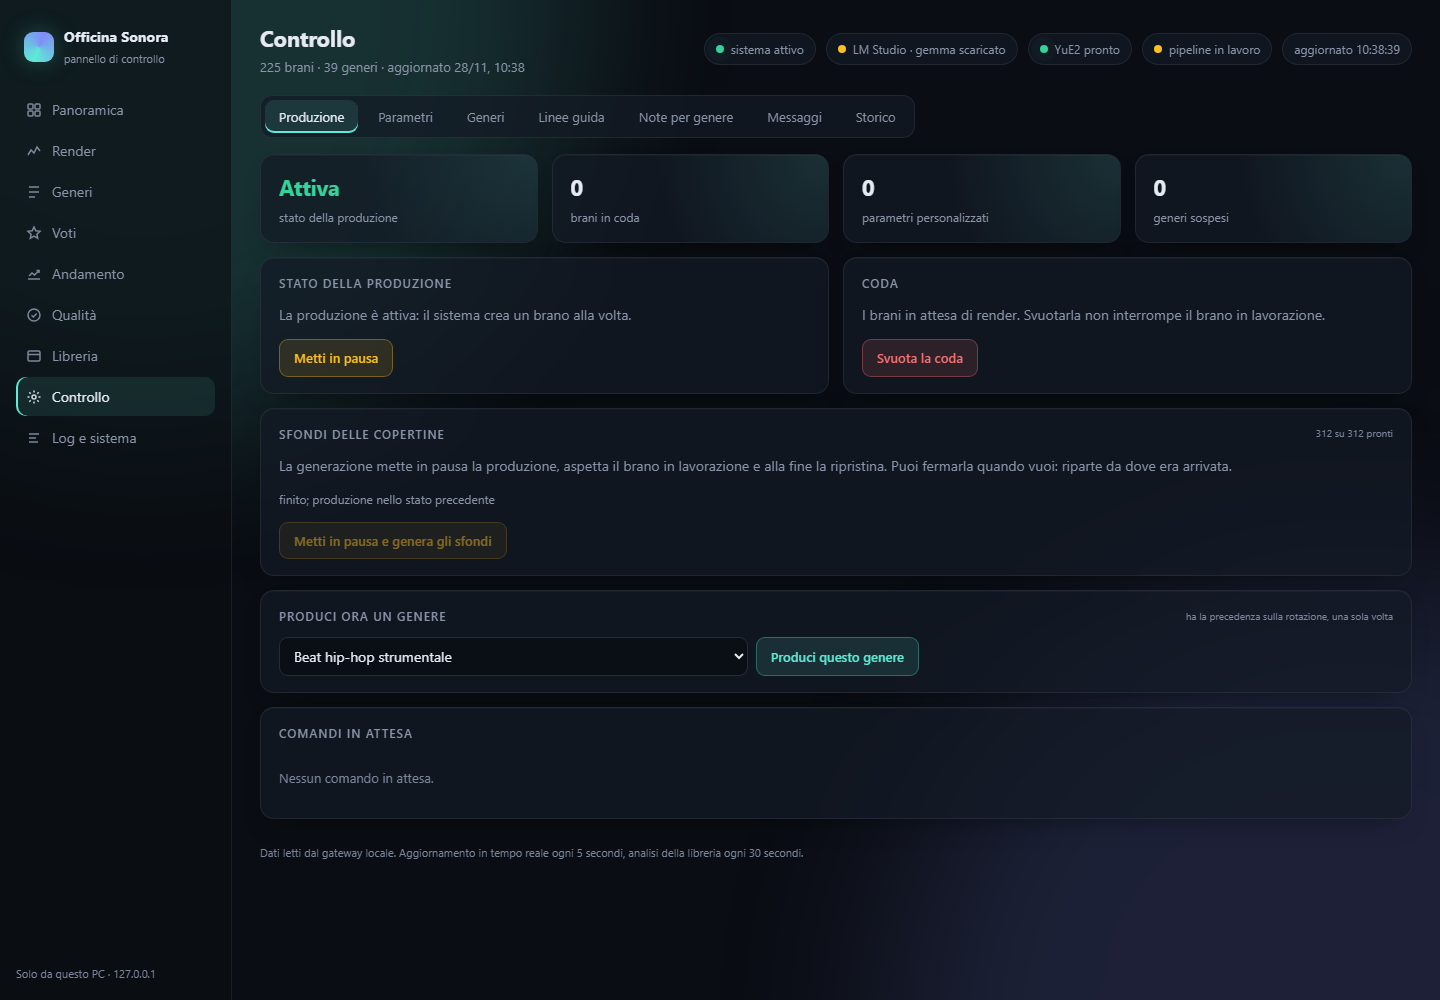 Officina Sonora
pannello di controllo
Panoramica
Render
Generi
Voti
Andamento
Qualità
Libreria
Controllo
Log e sistema
Solo da questo PC · 127.0.0.1
Controllo
225 brani · 39 generi · aggiornato 28/11, 10:38
sistema attivo
LM Studio · gemma scaricato
YuE2 pronto
pipeline in lavoro
aggiornato 10:38:39
Produzione
Parametri
Generi
Linee guida
Note per genere
Messaggi
Storico
Attiva
stato della produzione
0
brani in coda
0
parametri personalizzati
0
generi sospesi
STATO DELLA PRODUZIONE
La produzione è attiva: il sistema crea un brano alla volta.
Metti in pausa
CODA
I brani in attesa di render. Svuotarla non interrompe il brano in lavorazione.
Svuota la coda
SFONDI DELLE COPERTINE
312 su 312 pronti
La generazione mette in pausa la produzione, aspetta il brano in lavorazione e alla fine la ripristina. Puoi fermarla quando vuoi: riparte da dove era arrivata.
finito; produzione nello stato precedente
Metti in pausa e genera gli sfondi
PRODUCI ORA UN GENERE
ha la precedenza sulla rotazione, una sola volta
Beat hip-hop strumentale
Produci questo genere
COMANDI IN ATTESA
Nessun comando in attesa.
Dati letti dal gateway locale. Aggiornamento in tempo reale ogni 5 secondi, analisi della libreria ogni 30 secondi.